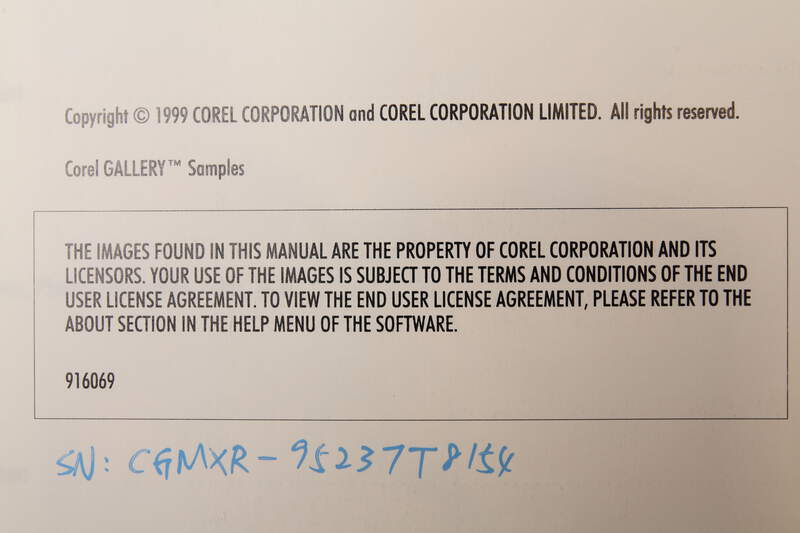 Copyright © 1999 COREL CORPORATION and COREL CORPORATION LIMITED. All rights reserved.
Corel GALLERY™ Samples
THE IMAGES FOUND IN THIS MANUAL ARE THE PROPERTY OF COREL CORPORATION AND ITS
LICENSORS. YOUR USE OF THE IMAGES IS SUBJECT TO THE TERMS AND CONDITIONS OF THE END
USER LICENSE AGREEMENT. TO VIEW THE END USER LICENSE AGREEMENT, PLEASE REFER TO THE
ABOUT SECTION IN THE HELP MENU OF THE SOFTWARE.
916069
SN: CGMXR-95237T8154